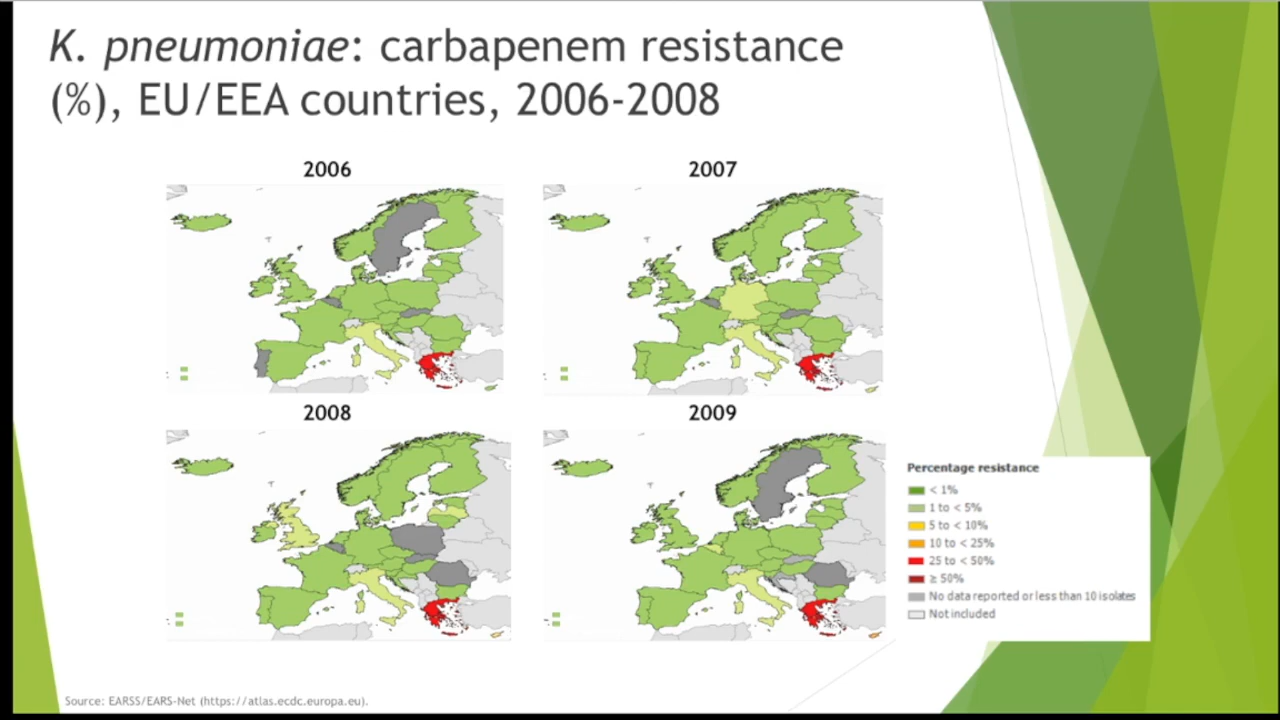 K. pneumoniae: carbapenem resistance
(%), EU/EEA countries, 2006-2008
2006
2007
2008
2009
Percentage resistance
< 1%
1 to < 5%
5 to < 10%
10 to < 25%
25 to < 50%
≥ 50%
No data reported or less than 10 isolates
Not included
Source: EARSS/EARS-Net (https://atlas.ecdc.europa.eu).